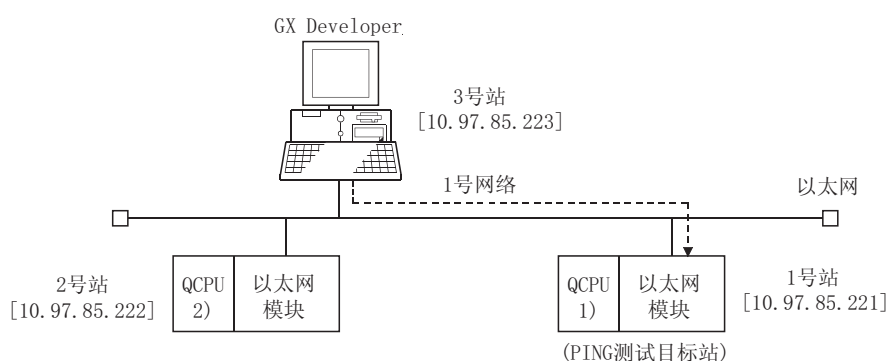 GX Developer
3号站
[10.97.85.223]
1号网络
以太网
2号站
[10.97.85.222]
QCPU
2)
以太网
模块
QCPU
1)
以太网
模块
1号站
[10.97.85.221]
(PING测试目标站)